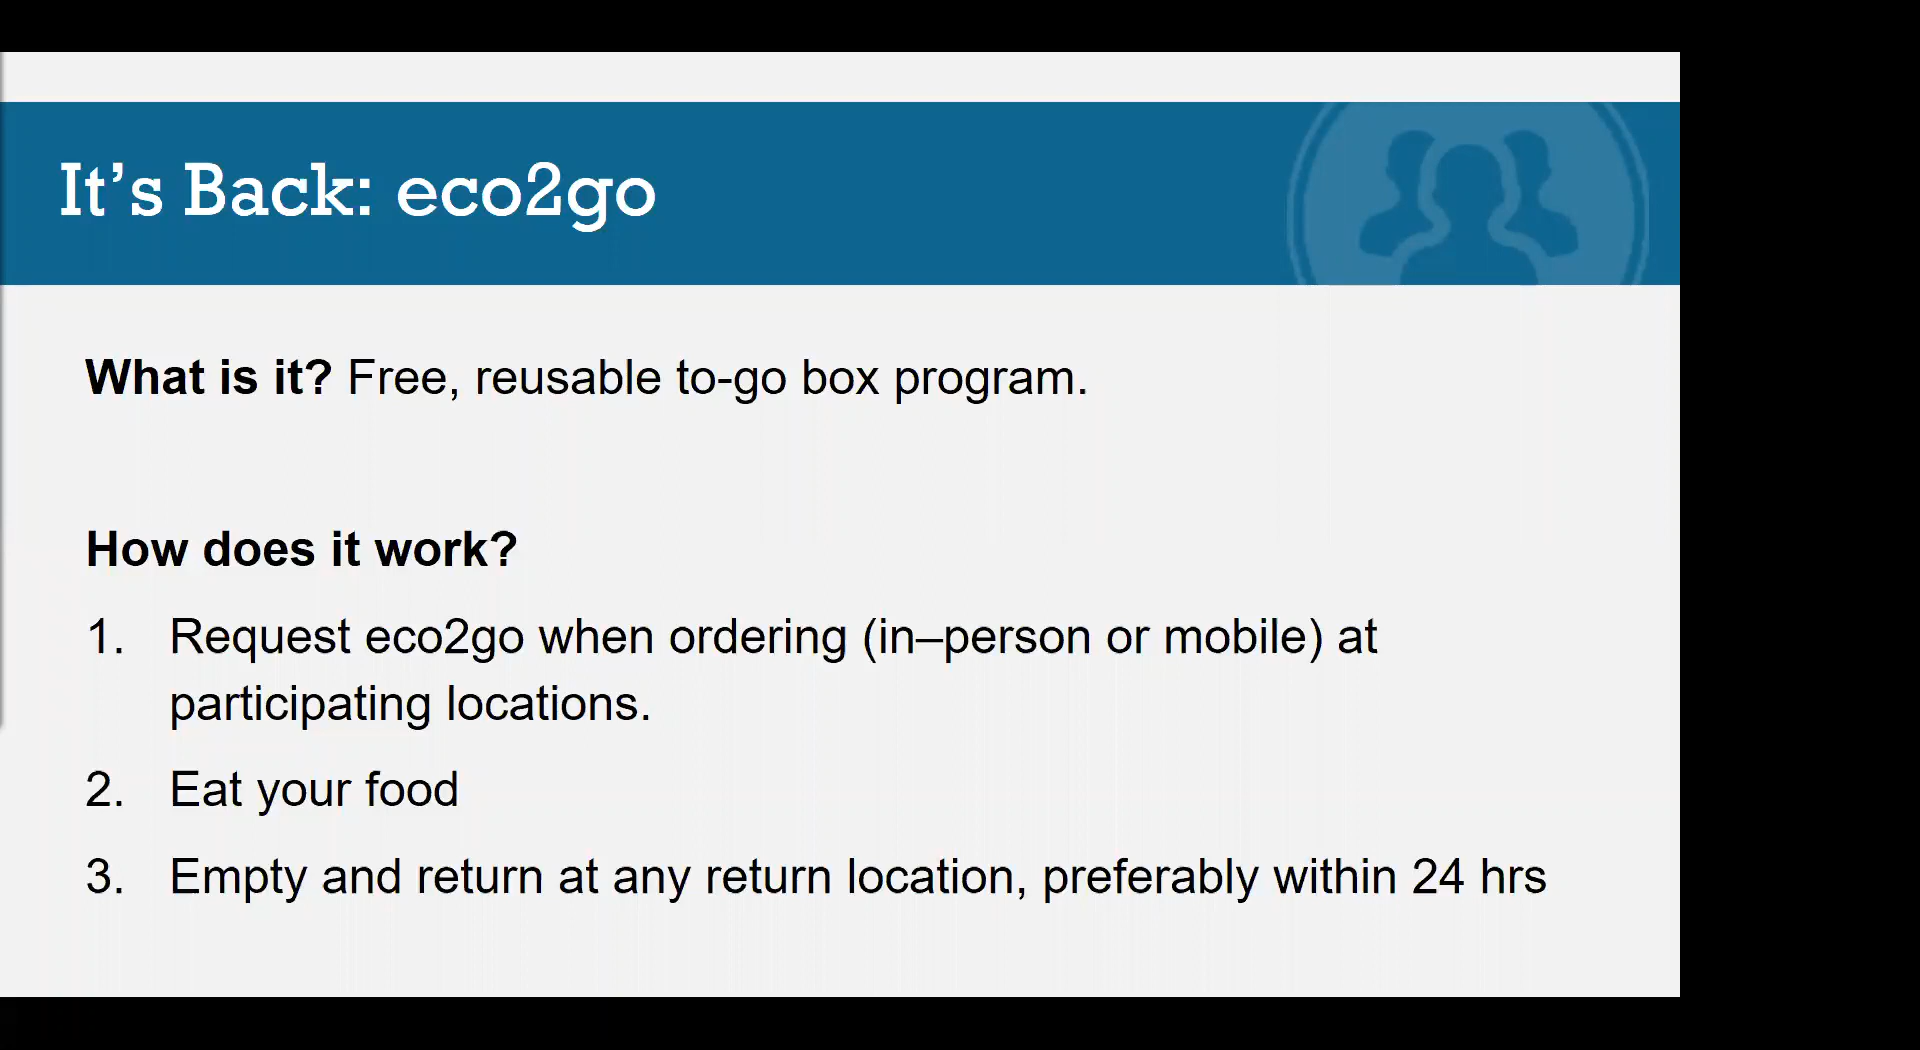 It’s Back: eco2go
What is it? Free, reusable to-go box program.
How does it work?
1. Request eco2go when ordering (in–person or mobile) at
participating locations.
2. Eat your food
3. Empty and return at any return location, preferably within 24 hrs